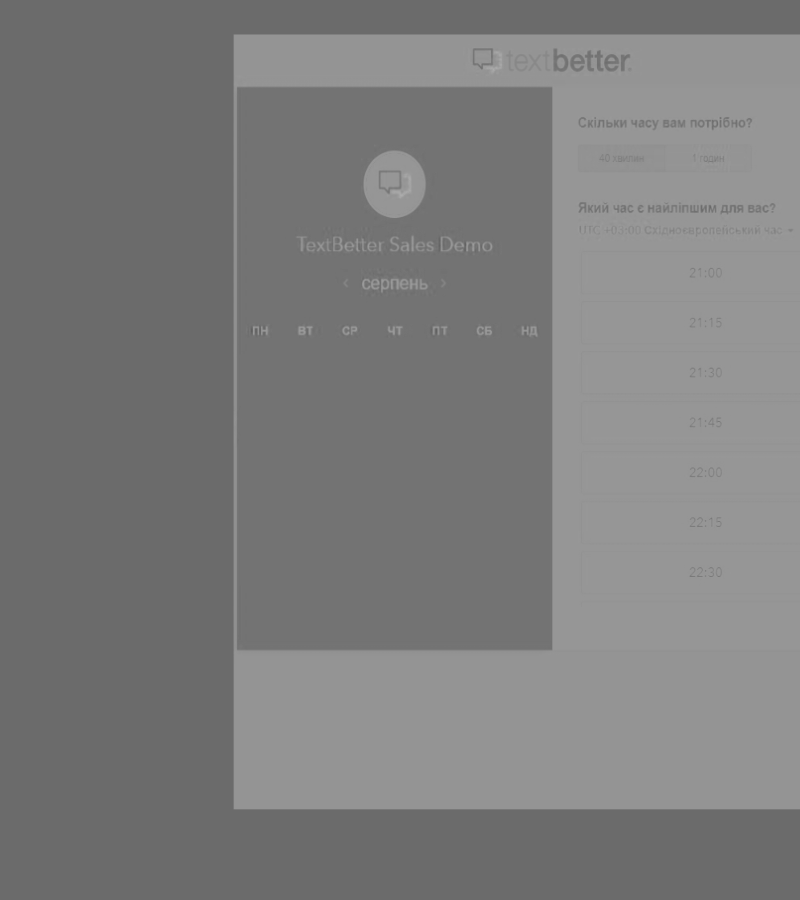 textbetter.
TextBetter Sales Demo
серпень
ПН ВТ СР ЧТ ПТ СБ НД
Скільки часу вам потрібно?
40 хвилин 1 годин
Який час є найліпшим для вас?
UTC +03:00 Східноєвропейський час
21:00
21:15
21:30
21:45
22:00
22:15
22:30